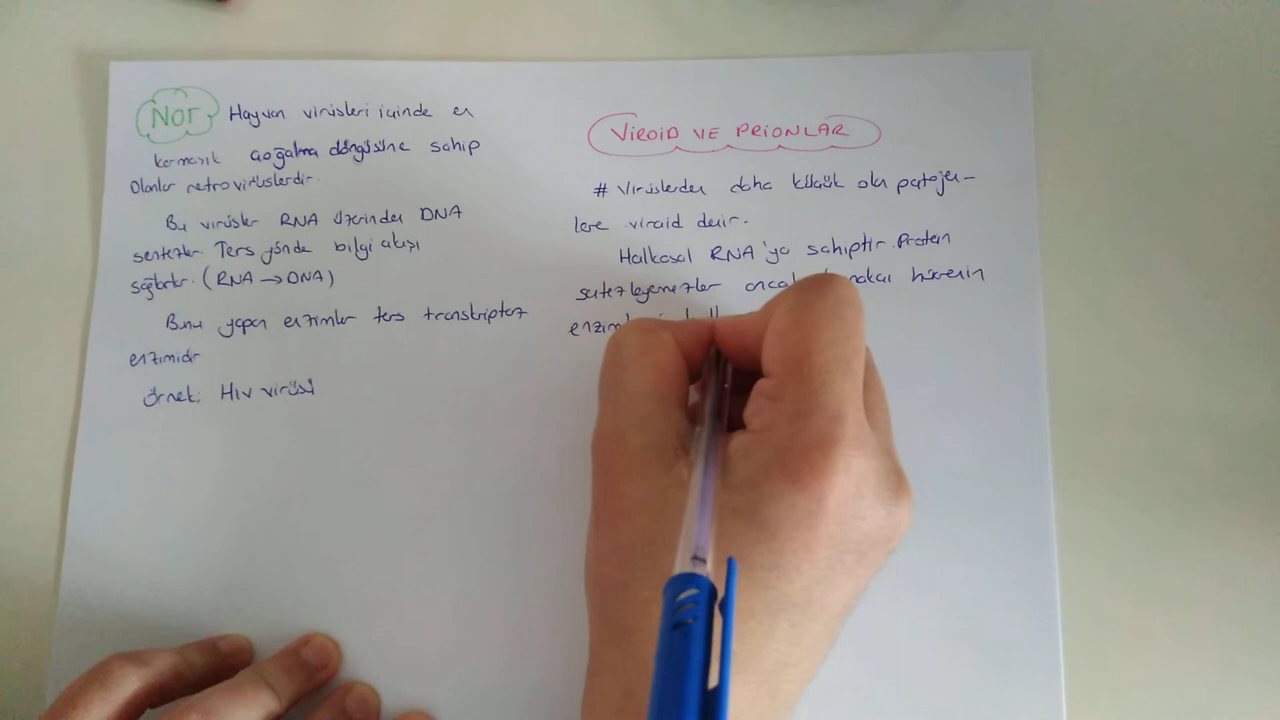 NOT Hayvan virüsleri içinde en
karmaşık çoğalma döngüsüne sahip
Olanlar retrovirüslerdir.
Bu virüsler RNA üzerinden DNA
sentezler. Ters yönde bilgi akışı
sağlarlar. (RNA → DNA)
Bunu yapan enzimler ters transkriptaz
enzimidir
Örnek: HIV virüsü
VİROİD VE PRİONLAR
# Virüslerden daha küçük olan patojen-
lere viroid denir.
Halkasal RNA'ya sahiptir. Protein
sentezleyemezler ancak hücrenin